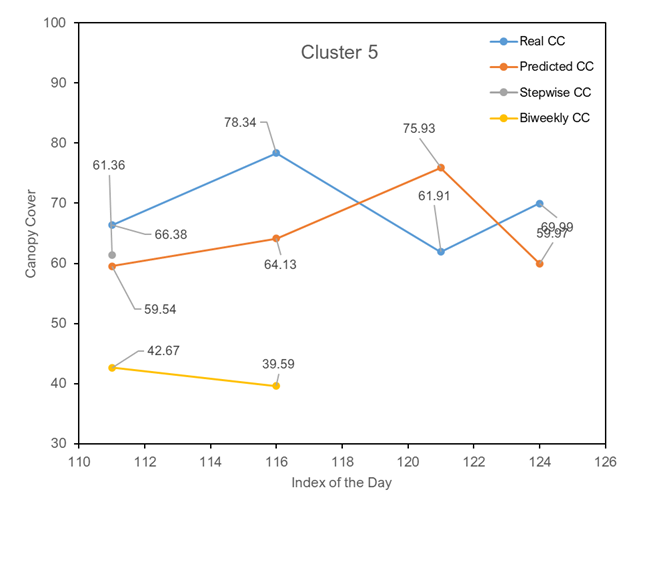 Cluster 5
Real CC
Predicted CC
Stepwise CC
Biweekly CC
100
90
80
70
60
50
40
30
Canopy Cover
78.34
75.93
61.36
61.91
66.38
69.99
59.97
64.13
59.54
42.67
39.59
110 112 114 116 118 120 122 124 126
Index of the Day